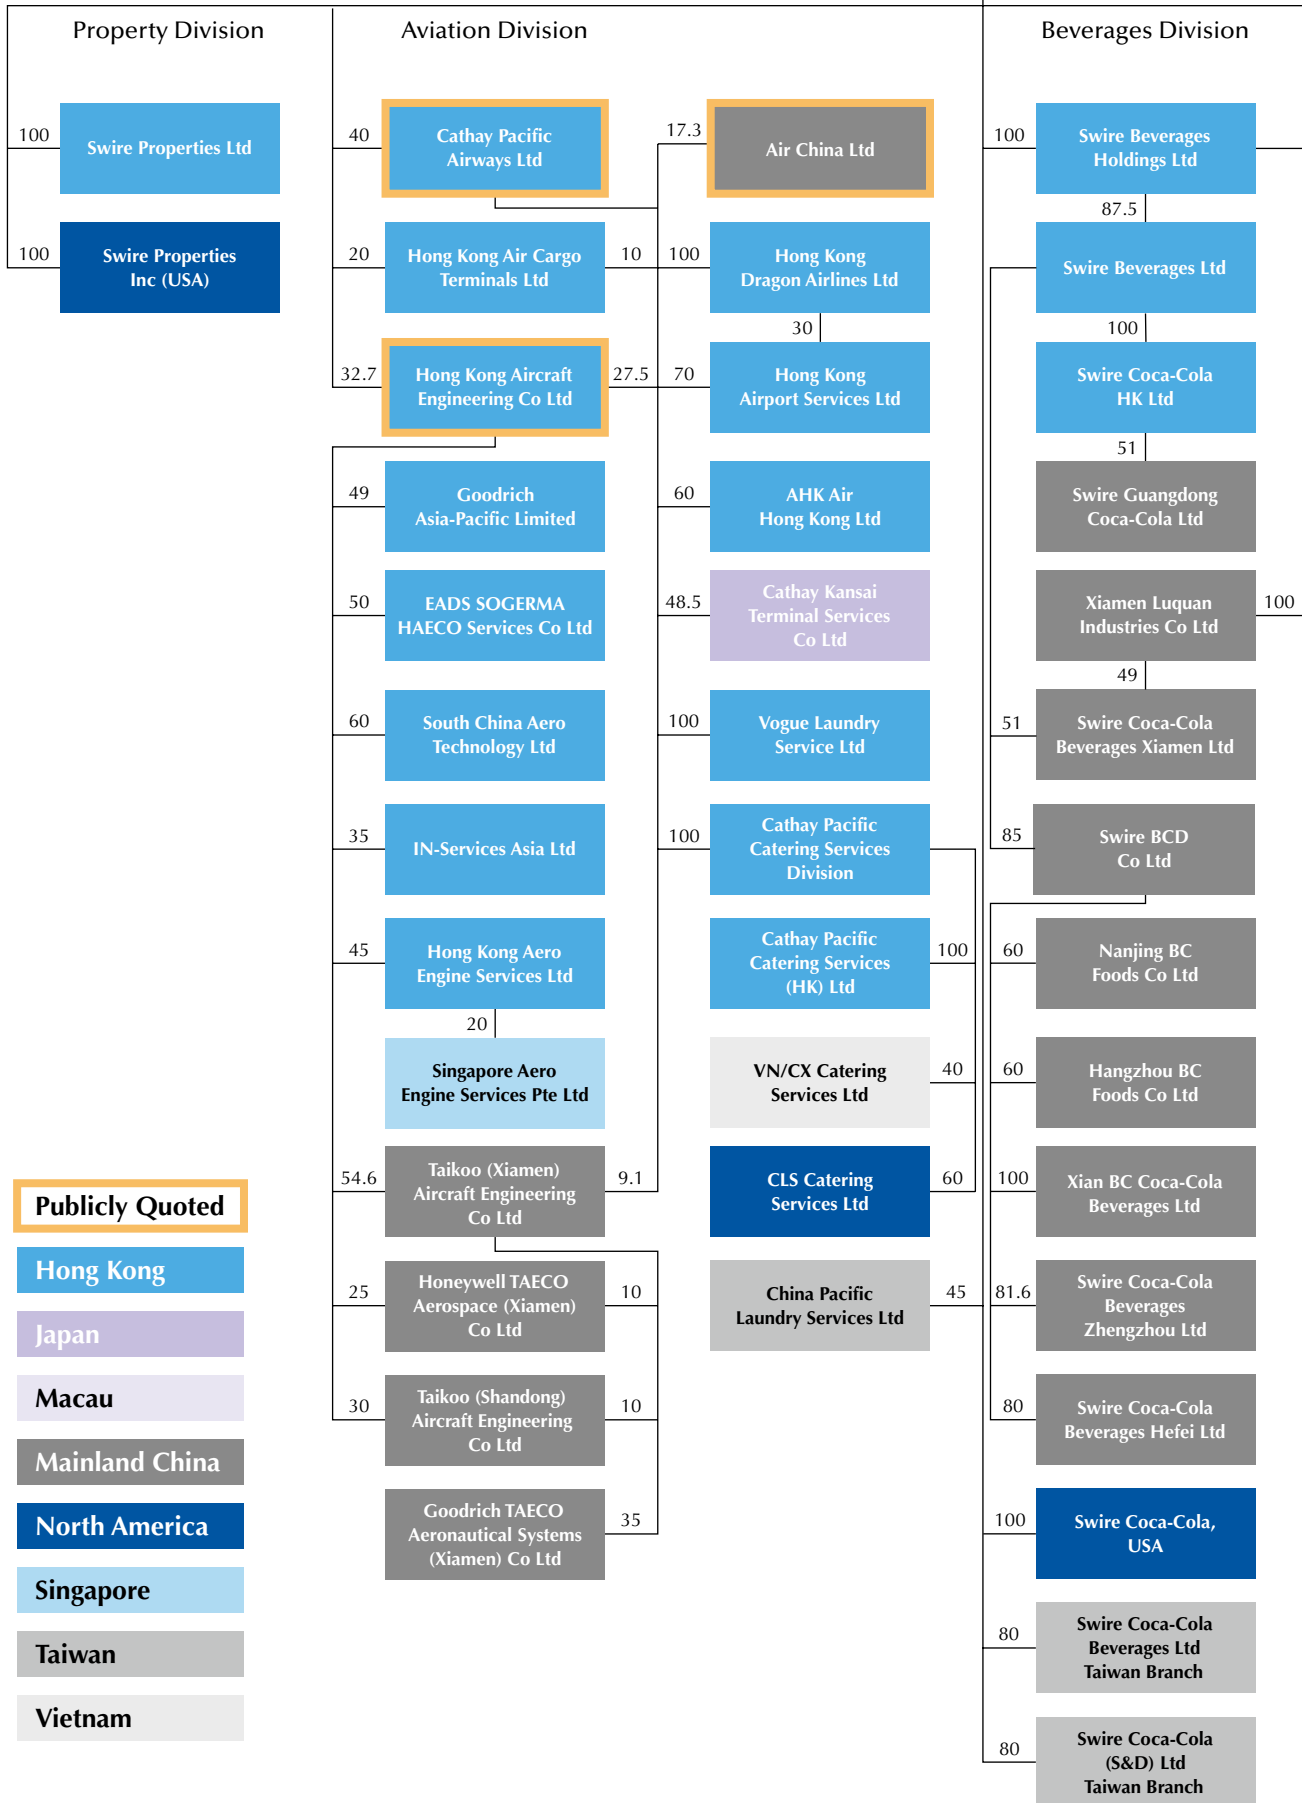 Property Division
Aviation Division
Beverages Division
100
Swire Properties Ltd
100
Swire Properties
Inc (USA)
40
Cathay Pacific
Airways Ltd
20
Hong Kong Air Cargo
Terminals Ltd
10
32.7
Hong Kong Aircraft
Engineering Co Ltd
27.5
49
Goodrich
Asia-Pacific Limited
50
EADS SOGERMA
HAECO Services Co Ltd
60
South China Aero
Technology Ltd
35
IN-Services Asia Ltd
45
Hong Kong Aero
Engine Services Ltd
20
Singapore Aero
Engine Services Pte Ltd
54.6
Taikoo (Xiamen)
Aircraft Engineering
Co Ltd
9.1
25
Honeywell TAECO
Aerospace (Xiamen)
Co Ltd
10
30
Taikoo (Shandong)
Aircraft Engineering
Co Ltd
10
Goodrich TAECO
Aeronautical Systems
(Xiamen) Co Ltd
35
17.3
Air China Ltd
100
Hong Kong
Dragon Airlines Ltd
30
70
Hong Kong
Airport Services Ltd
60
AHK Air
Hong Kong Ltd
48.5
Cathay Kansai
Terminal Services
Co Ltd
100
Vogue Laundry
Service Ltd
100
Cathay Pacific
Catering Services
Division
Cathay Pacific
Catering Services
(HK) Ltd
100
VN/CX Catering
Services Ltd
40
CLS Catering
Services Ltd
60
China Pacific
Laundry Services Ltd
45
100
Swire Beverages
Holdings Ltd
87.5
Swire Beverages Ltd
100
Swire Coca-Cola
HK Ltd
51
Swire Guangdong
Coca-Cola Ltd
Xiamen Luquan
Industries Co Ltd
100
49
51
Swire Coca-Cola
Beverages Xiamen Ltd
85
Swire BCD
Co Ltd
60
Nanjing BC
Foods Co Ltd
60
Hangzhou BC
Foods Co Ltd
100
Xian BC Coca-Cola
Beverages Ltd
81.6
Swire Coca-Cola
Beverages
Zhengzhou Ltd
80
Swire Coca-Cola
Beverages Hefei Ltd
100
Swire Coca-Cola,
USA
80
Swire Coca-Cola
Beverages Ltd
Taiwan Branch
80
Swire Coca-Cola
(S&D) Ltd
Taiwan Branch
Publicly Quoted
Hong Kong
Japan
Macau
Mainland China
North America
Singapore
Taiwan
Vietnam